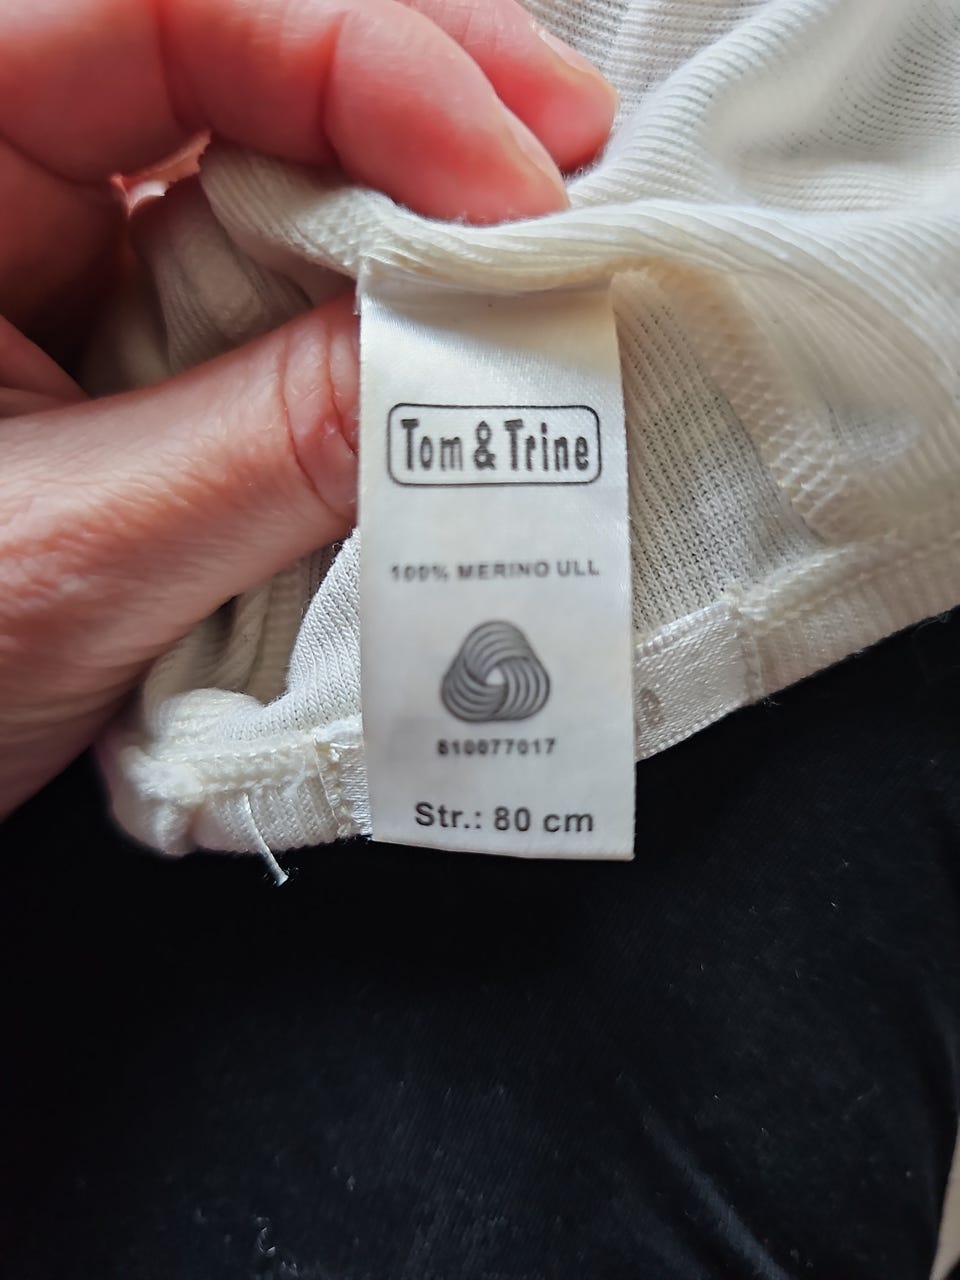 Tom & Trine
100% MERINO ULL
810077017
Str.: 80 cm